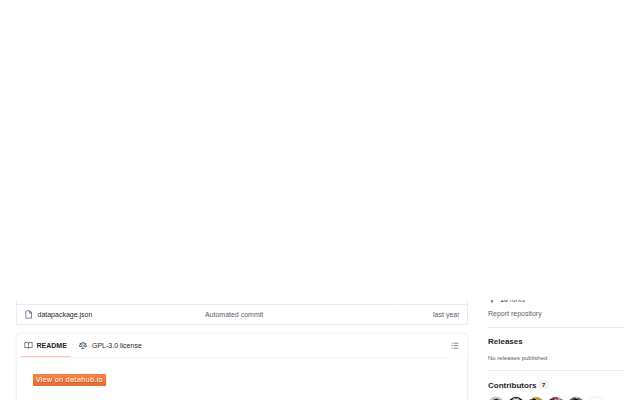 datapackage.json Automated commit last year
Report repository
README GPL-3.0 license
Releases
No releases published
View on datahub.io
Contributors 7